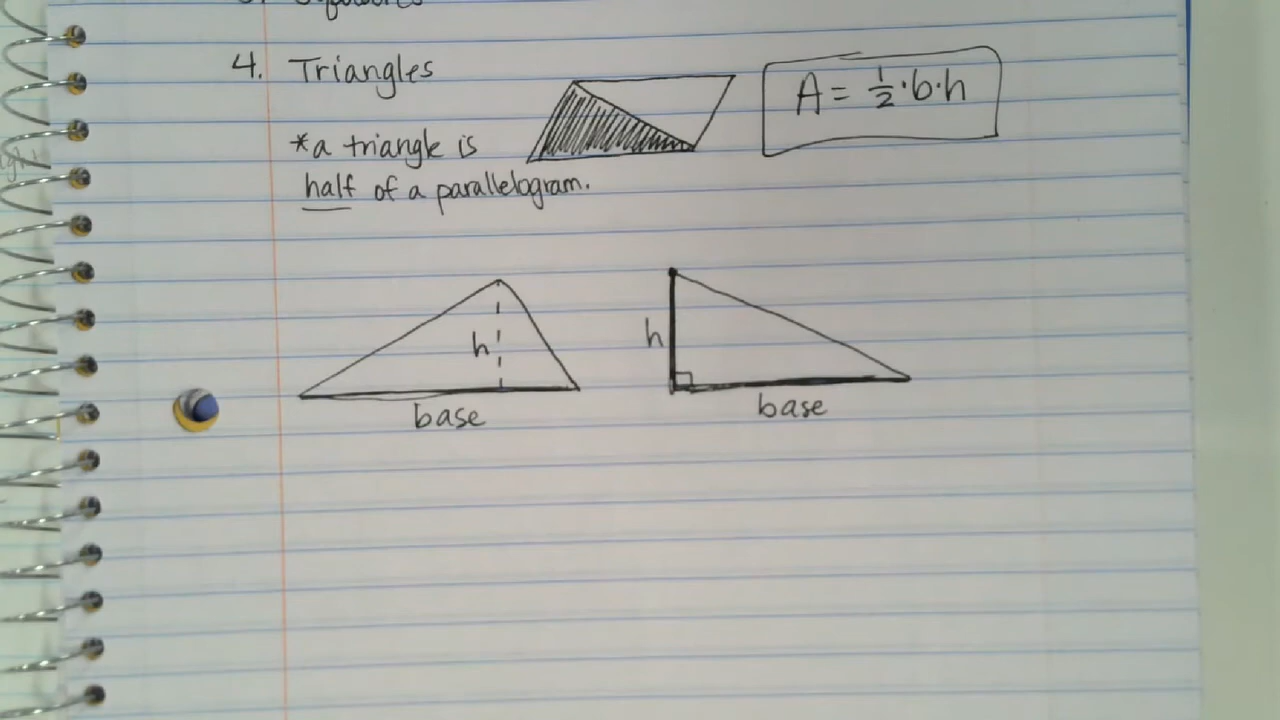 4. Triangles
A = 1/2 · b · h
*a triangle is
half of a parallelogram.
h
base
h
base